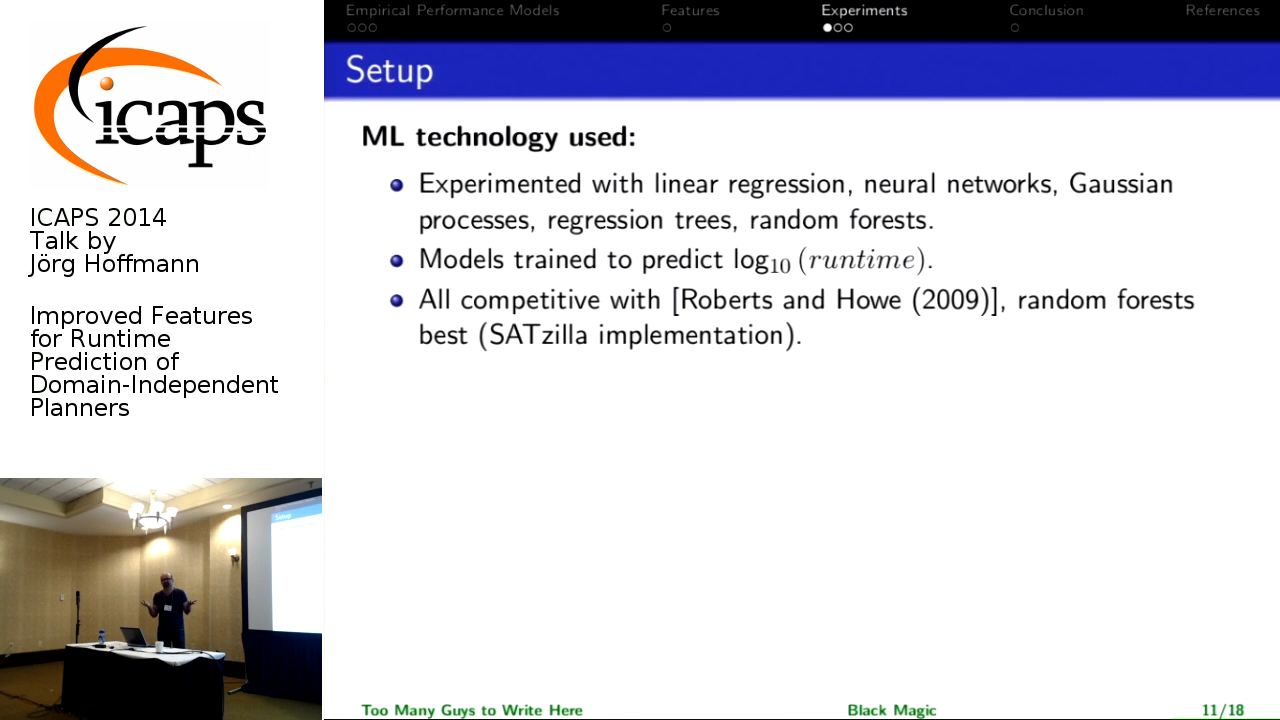 icaps
ICAPS 2014
Talk by
Jörg Hoffmann
Improved Features
for Runtime
Prediction of
Domain-Independent
Planners
Empirical Performance Models
Features
Experiments
Conclusion
References
Setup
ML technology used:
Experimented with linear regression, neural networks, Gaussian
processes, regression trees, random forests.
Models trained to predict log₁₀ (runtime).
All competitive with [Roberts and Howe (2009)], random forests
best (SATzilla implementation).
Setup
Too Many Guys to Write Here
Black Magic
11/18